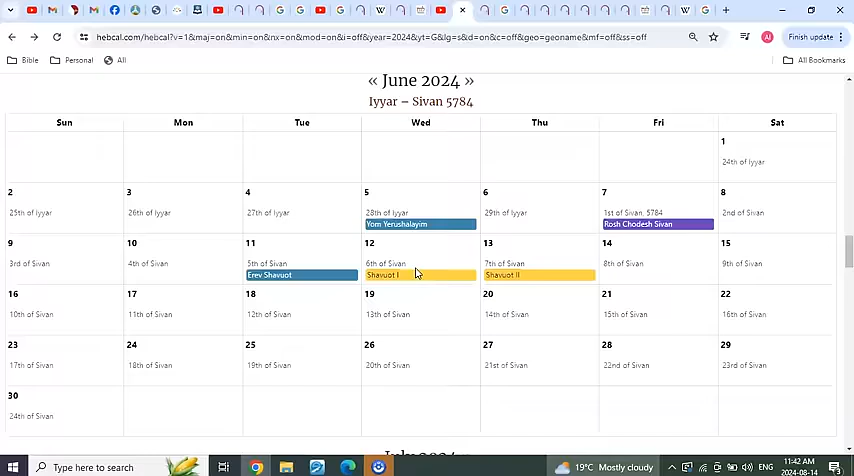 hebcal.com/hebcal?v=1&maj=on&min=on&nx=on&mod=on&i=off&year=2024&yt=G&lg=s&d=on&c=off&geo=geoname&mf=off&ss=off
Finish update
Bible
Personal
All
All Bookmarks
« June 2024 »
Iyyar – Sivan 5784
Sun Mon Tue Wed Thu Fri Sat
1
24th of Iyyar
2 3 4 5 6 7 8
25th of Iyyar 26th of Iyyar 27th of Iyyar 28th of Iyyar 29th of Iyyar 1st of Sivan, 5784 2nd of Sivan
Yom Yerushalayim Rosh Chodesh Sivan
9 10 11 12 13 14 15
3rd of Sivan 4th of Sivan 5th of Sivan 6th of Sivan 7th of Sivan 8th of Sivan 9th of Sivan
Erev Shavuot Shavuot I Shavuot II
16 17 18 19 20 21 22
10th of Sivan 11th of Sivan 12th of Sivan 13th of Sivan 14th of Sivan 15th of Sivan 16th of Sivan
23 24 25 26 27 28 29
17th of Sivan 18th of Sivan 19th of Sivan 20th of Sivan 21st of Sivan 22nd of Sivan 23rd of Sivan
30
24th of Sivan
Type here to search
19°C Mostly cloudy
ENG
11:42 AM
2024-08-14